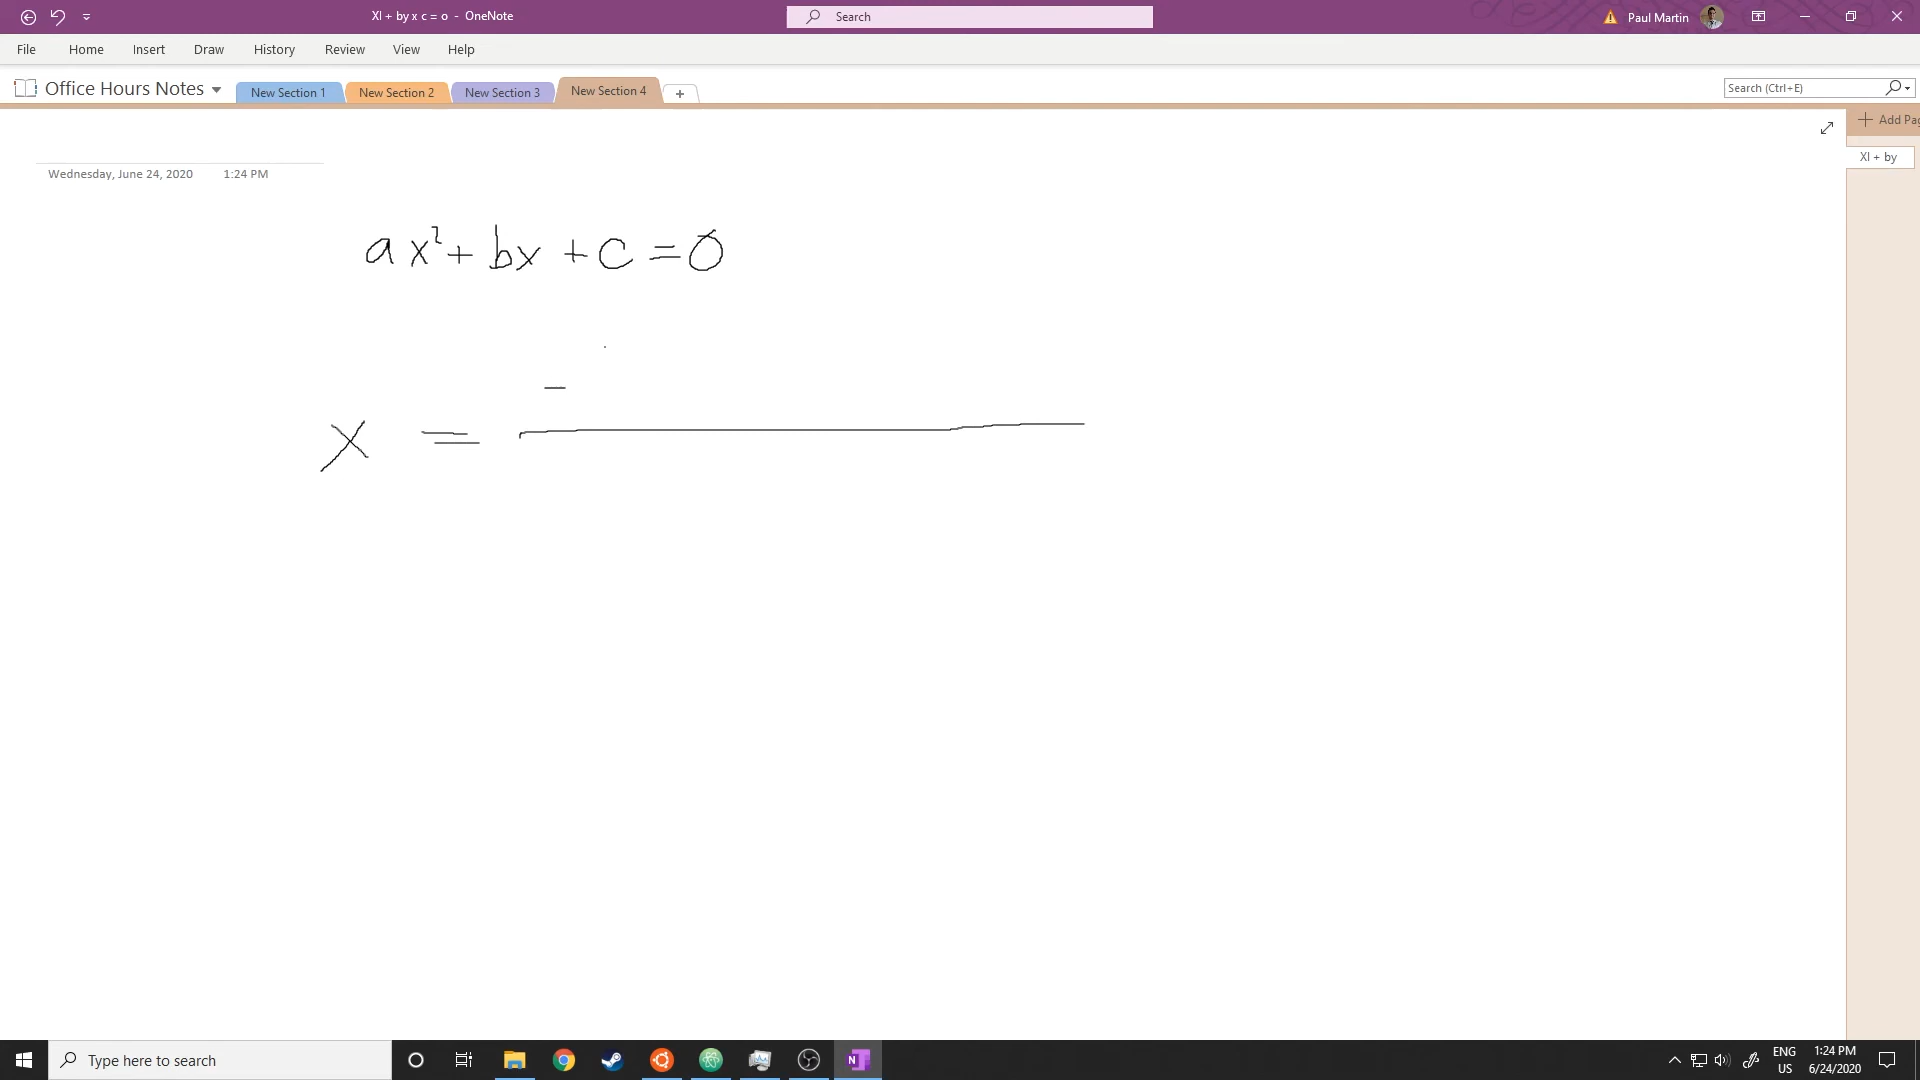 XI + by x c = o - OneNote
Search
Paul Martin
File Home Insert Draw History Review View Help
Office Hours Notes
New Section 1
New Section 2
New Section 3
New Section 4
+
Search (Ctrl+E)
Add Pag
XI + by
Wednesday, June 24, 2020 1:24 PM
ax²+ bx + c = 0
x = −
Type here to search
ENG
US
1:24 PM
6/24/2020